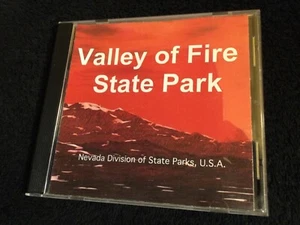 Valley of Fire
State Park
Nevada Division of State Parks, U.S.A.